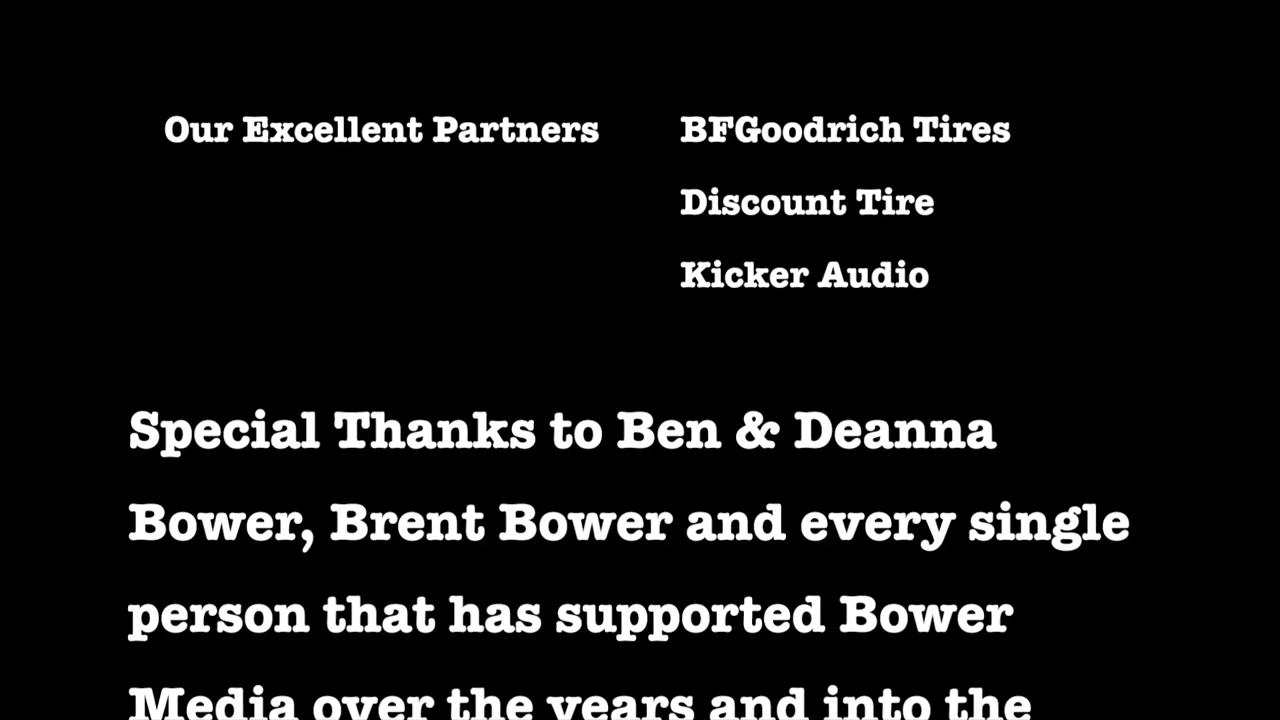 Our Excellent Partners BFGoodrich Tires
Discount Tire
Kicker Audio
Special Thanks to Ben & Deanna
Bower, Brent Bower and every single
person that has supported Bower
Media over the years and into the